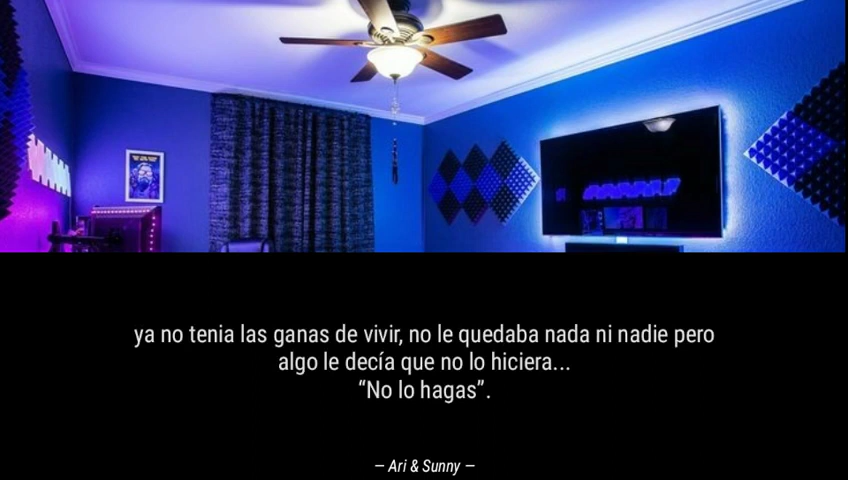 ya no tenia las ganas de vivir, no le quedaba nada ni nadie pero
algo le decía que no lo hiciera...
“No lo hagas”.
— Ari & Sunny —